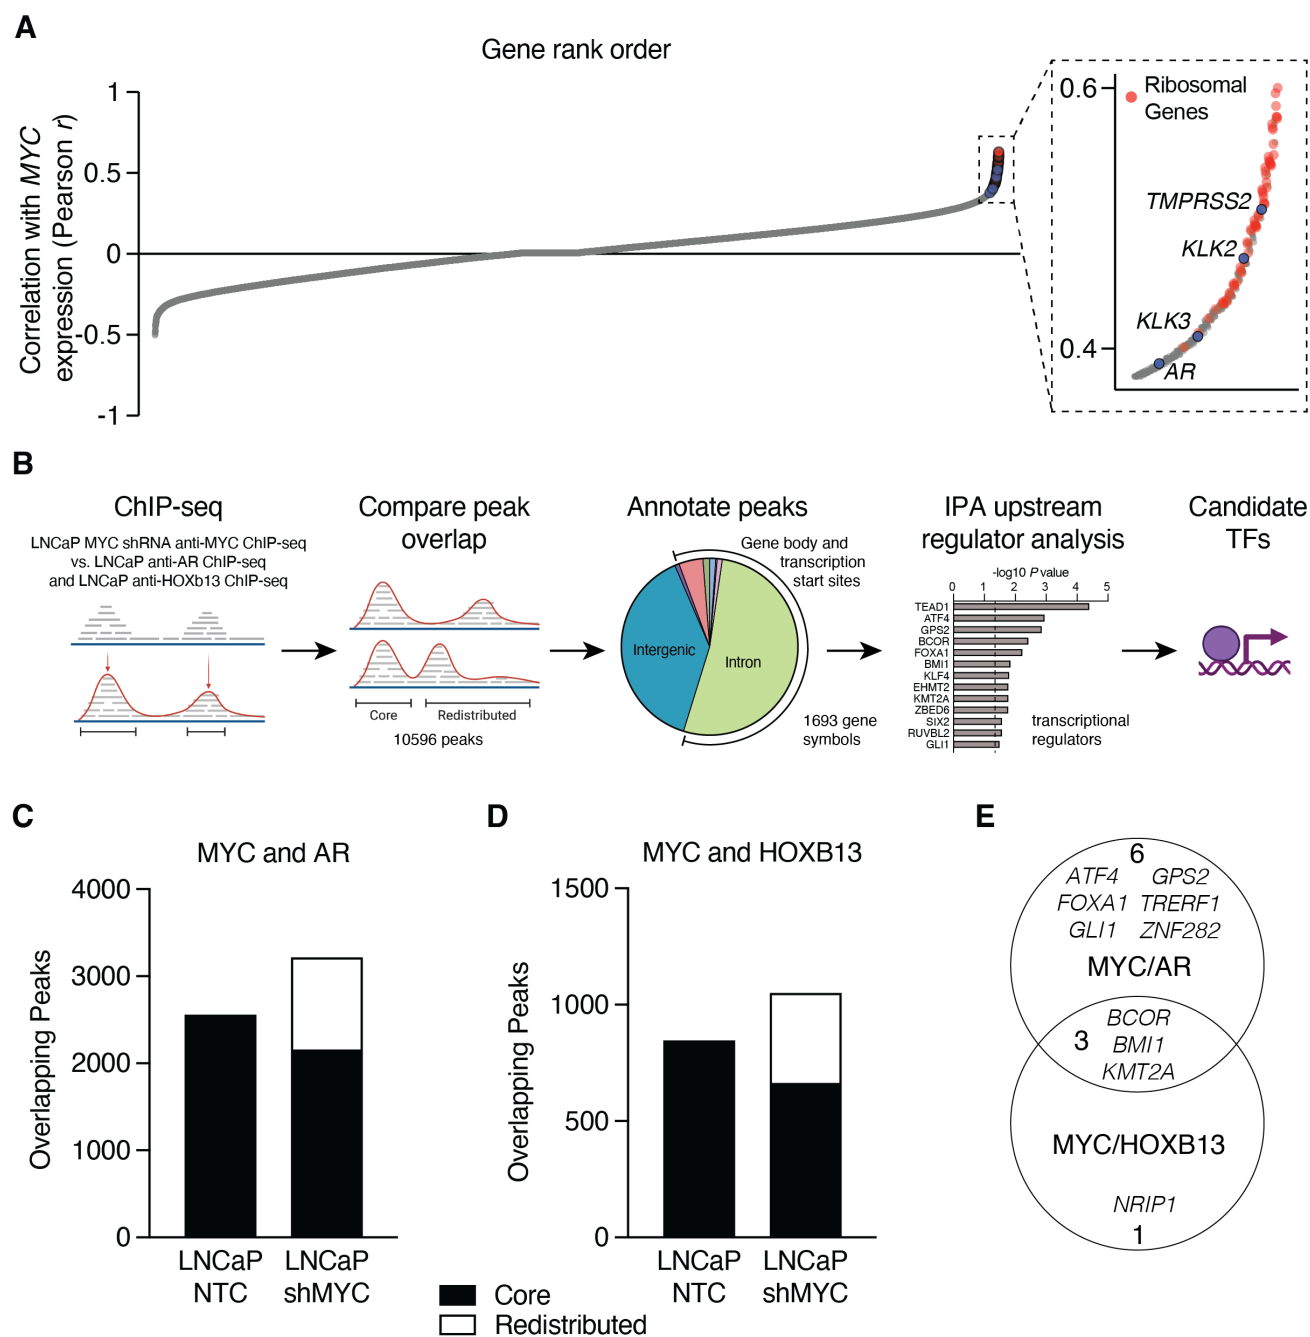 A
Gene rank order
Correlation with MYC
expression (Pearson r)
1
0.5
0
-0.5
-1
0.6
0.4
Ribosomal
Genes
TMPRSS2
KLK2
KLK3
AR
B
ChIP-seq
LNCaP MYC shRNA anti-MYC ChIP-seq
vs. LNCaP anti-AR ChIP-seq
and LNCaP anti-HOXb13 ChIP-seq
Compare peak
overlap
Core
Redistributed
10596 peaks
Annotate peaks
Gene body and
transcription
start sites
Intergenic
Intron
1693 gene
symbols
IPA upstream
regulator analysis
-log10 P value
0 1 2 3 4 5
TEAD1
ATF4
GPS2
BCOR
FOXA1
BMI1
KLF4
EHMT2
KMT2A
ZBED6
SIX2
RUVBL2
GLI1
transcriptional
regulators
Candidate
TFs
C
MYC and AR
Overlapping Peaks
4000
3000
2000
1000
0
LNCaP
NTC
LNCaP
shMYC
D
MYC and HOXB13
Overlapping Peaks
1500
1000
500
0
LNCaP
NTC
LNCaP
shMYC
Core
Redistributed
E
6
ATF4 GPS2
FOXA1 TRERF1
GLI1 ZNF282
MYC/AR
3
BCOR
BMI1
KMT2A
MYC/HOXB13
NRIP1
1